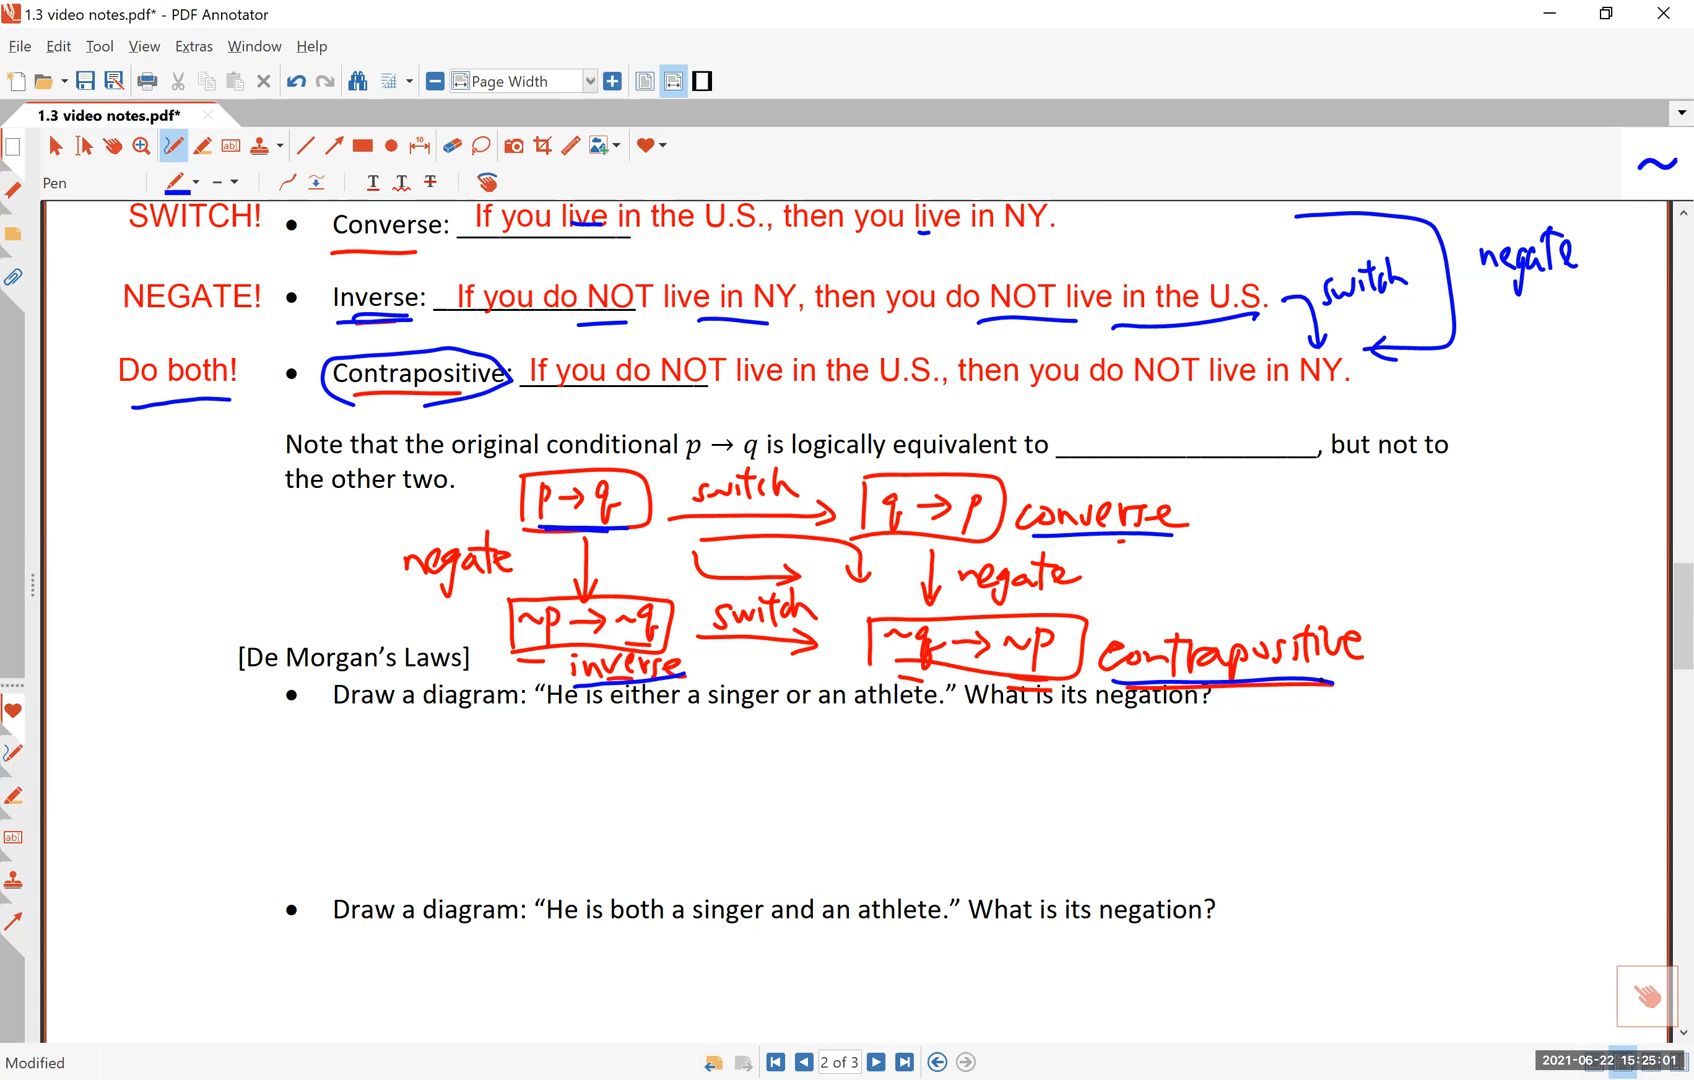 1.3 video notes.pdf* - PDF Annotator
File Edit Tool View Extras Window Help
Page Width
1.3 video notes.pdf*
Pen
~
SWITCH! • Converse: If you live in the U.S., then you live in NY.
negate
switch
NEGATE! • Inverse: If you do NOT live in NY, then you do NOT live in the U.S.
Do both! • Contrapositive: If you do NOT live in the U.S., then you do NOT live in NY.
Note that the original conditional p → q is logically equivalent to ____________________, but not to
the other two.
p → q switch q → p converse
negate negate
~p → ~q switch ~q → ~p contrapositive
inverse
[De Morgan’s Laws]
• Draw a diagram: “He is either a singer or an athlete.” What is its negation?
• Draw a diagram: “He is both a singer and an athlete.” What is its negation?
Modified 2 of 3 2021-06-22 15:25:01